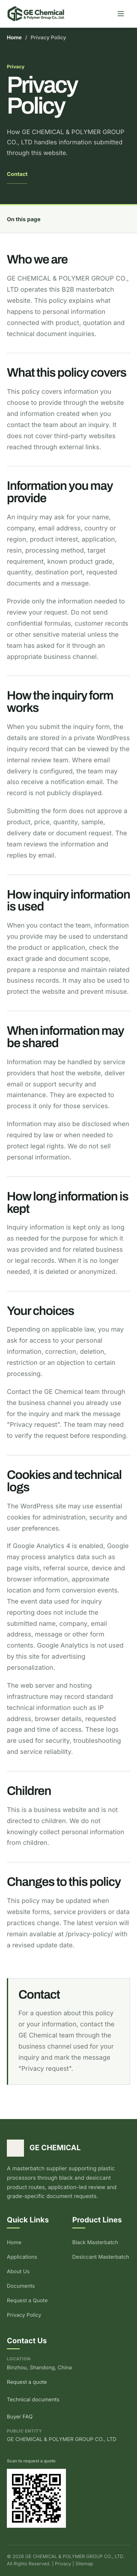 GE Chemical
& Polymer Group Co.,Ltd
Home / Privacy Policy
Privacy
Privacy
Policy
How GE CHEMICAL & POLYMER GROUP
CO., LTD handles information submitted
through this website.
Contact
On this page
Who we are
GE CHEMICAL & POLYMER GROUP CO.,
LTD operates this B2B masterbatch
website. This policy explains what
happens to personal information
connected with product, quotation and
technical document inquiries.
What this policy covers
This policy covers information you
choose to provide through the website
and information created when you
contact the team about an inquiry. It
does not cover third-party websites
reached through external links.
Information you may
provide
An inquiry may ask for your name,
company, email address, country or
region, product interest, application,
resin, processing method, target
requirement, known product grade,
quantity, destination port, requested
documents and a message.
Provide only the information needed to
review your request. Do not send
confidential formulas, customer records
or other sensitive material unless the
team has asked for it through an
appropriate business channel.
How the inquiry form
works
When you submit the inquiry form, the
details are stored in a private WordPress
inquiry record that can be viewed by the
internal review team. Where email
delivery is configured, the team may
also receive a notification email. The
record is not publicly displayed.
Submitting the form does not approve a
product, price, quantity, sample,
delivery date or document request. The
team reviews the information and
replies by email.
How inquiry information
is used
When you contact the team, information
you provide may be used to understand
the product or application, check the
exact grade and document scope,
prepare a response and maintain related
business records. It may also be used to
protect the website and prevent misuse.
When information may
be shared
Information may be handled by service
providers that host the website, deliver
email or support security and
maintenance. They are expected to
process it only for those services.
Information may also be disclosed when
required by law or when needed to
protect legal rights. We do not sell
personal information.
How long information is
kept
Inquiry information is kept only as long
as needed for the purpose for which it
was provided and for related business
or legal records. When it is no longer
needed, it is deleted or anonymized.
Your choices
Depending on applicable law, you may
ask for access to your personal
information, correction, deletion,
restriction or an objection to certain
processing.
Contact the GE Chemical team through
the business channel you already use
for the inquiry and mark the message
"Privacy request". The team may need
to verify the request before responding.
Cookies and technical
logs
The WordPress site may use essential
cookies for administration, security and
user preferences.
If Google Analytics 4 is enabled, Google
may process analytics data such as
page visits, referral source, device and
browser information, approximate
location and form conversion events.
The event data used for inquiry
reporting does not include the
submitted name, company, email
address, message or other form
contents. Google Analytics is not used
by this site for advertising
personalization.
The web server and hosting
infrastructure may record standard
technical information such as IP
address, browser details, requested
page and time of access. These logs
are used for security, troubleshooting
and service reliability.
Children
This is a business website and is not
directed to children. We do not
knowingly collect personal information
from children.
Changes to this policy
This policy may be updated when
website forms, service providers or data
practices change. The latest version will
remain available at /privacy-policy/ with
a revised update date.
Contact
For a question about this policy
or your information, contact the
GE Chemical team through the
business channel used for your
inquiry and mark the message
"Privacy request".
GE CHEMICAL
A masterbatch supplier supporting plastic
processors through black and desiccant
product routes, application-led review and
grade-specific document requests.
Quick Links
Home
Applications
About Us
Documents
Request a Quote
Privacy Policy
Product Lines
Black Masterbatch
Desiccant Masterbatch
Contact Us
LOCATION
Binzhou, Shandong, China
Request a quote
Technical documents
Buyer FAQ
PUBLIC ENTITY
GE CHEMICAL & POLYMER GROUP CO., LTD
Scan to request a quote
© 2026 GE CHEMICAL & POLYMER GROUP CO., LTD.
All Rights Reserved. | Privacy | Sitemap